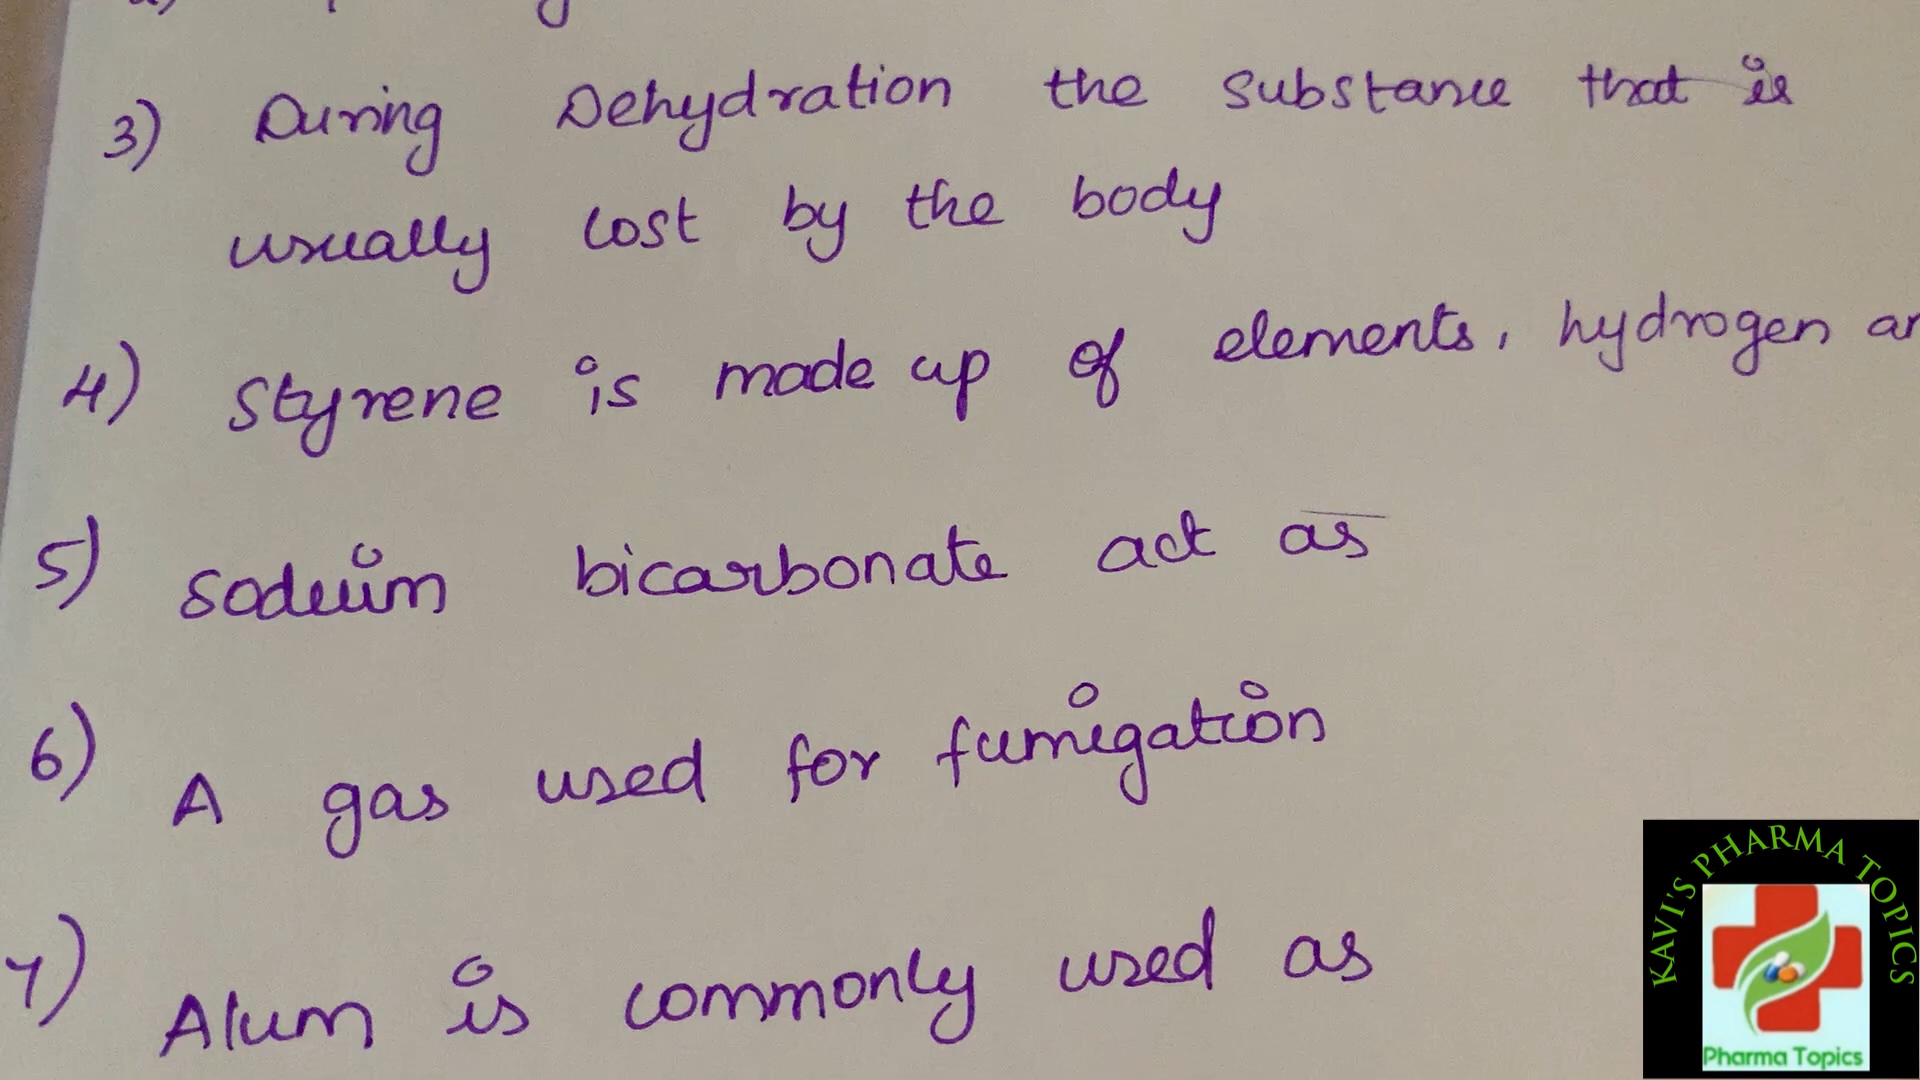 3) During Dehydration the substance that is
usually lost by the body
4) Styrene is made up of elements, hydrogen
5) Sodium bicarbonate act as
6) A gas used for fumigation
7) Alum is commonly used as
KAVI'S PHARMA TOPICS
Pharma Topics